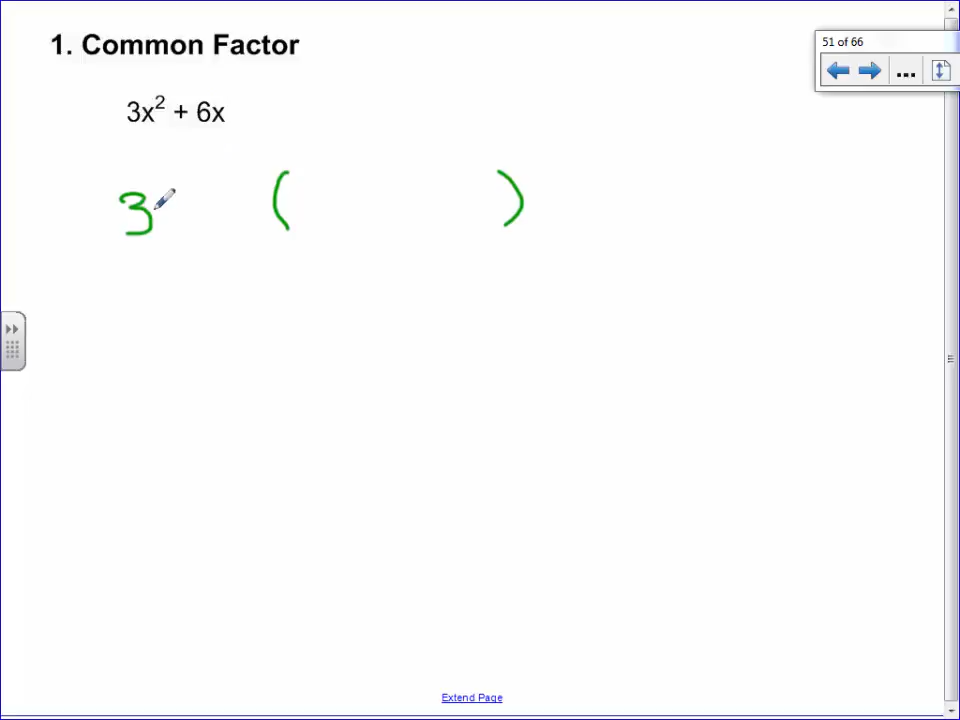 1. Common Factor
51 of 66
3x² + 6x
3 ( )
Extend Page